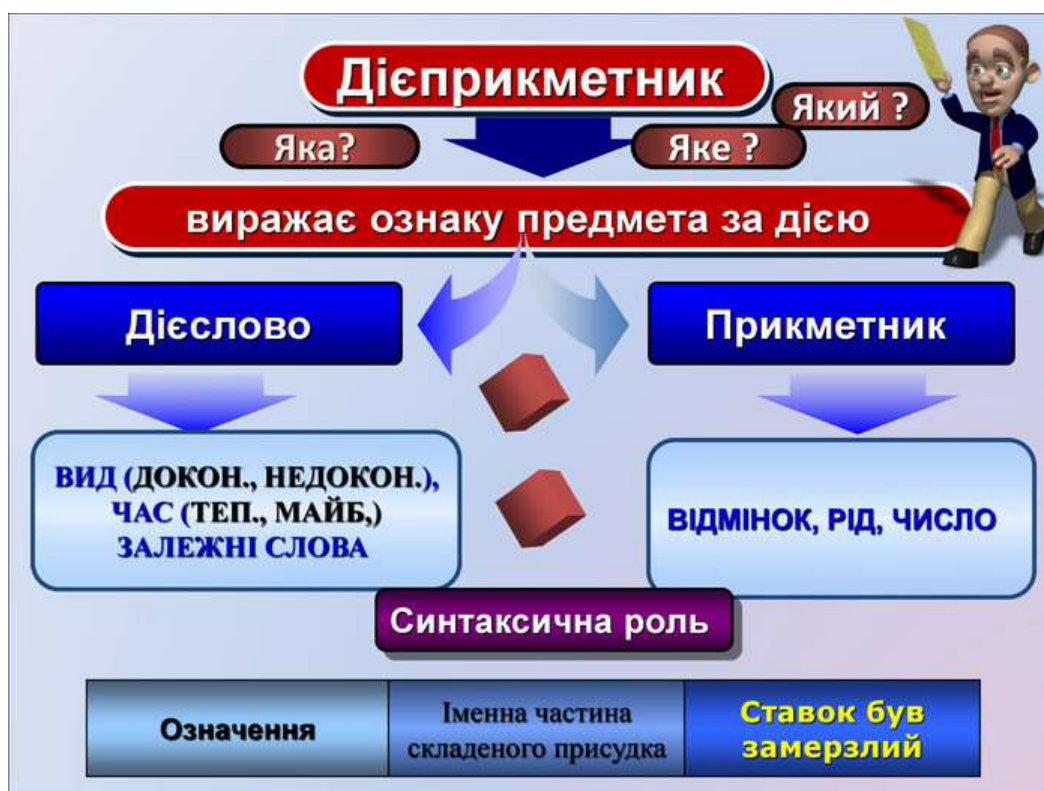 Дієприкметник
Який ?
Яка?
Яке ?
виражає ознаку предмета за дією
Дієслово
Прикметник
ВИД (ДОКОН., НЕДОКОН.),
ЧАС (ТЕП., МАЙБ,)
ЗАЛЕЖНІ СЛОВА
ВІДМІНОК, РІД, ЧИСЛО
Синтаксична роль
Означення
Іменна частина
складеного присудка
Ставок був
замерзлий